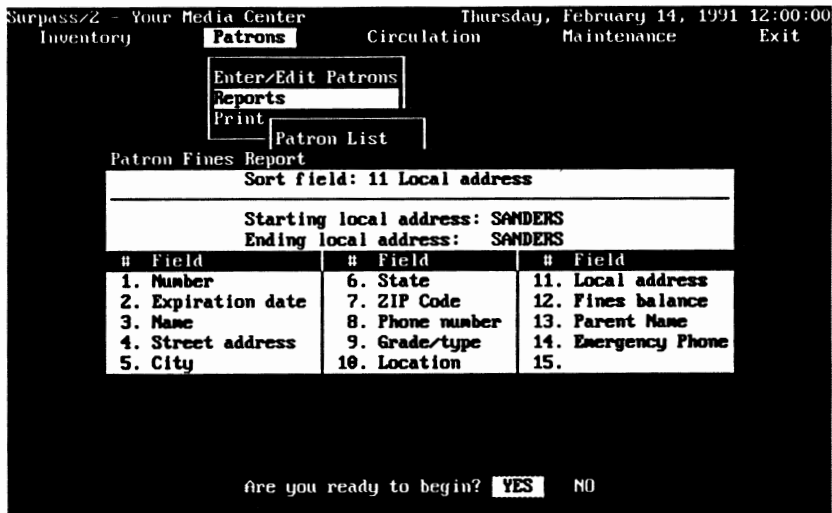 Surpass/2 - Your Media Center Thursday, February 14, 1991 12:00:00
Inventory Patrons Circulation Maintenance Exit
Enter/Edit Patrons
Reports
Print
Patron List
Patron Fines Report
Sort field: 11 Local address
Starting local address: SANDERS
Ending local address: SANDERS
# Field # Field # Field
1. Number 6. State 11. Local address
2. Expiration date 7. ZIP Code 12. Fines balance
3. Name 8. Phone number 13. Parent Name
4. Street address 9. Grade/type 14. Emergency Phone
5. City 10. Location 15.
Are you ready to begin? YES NO